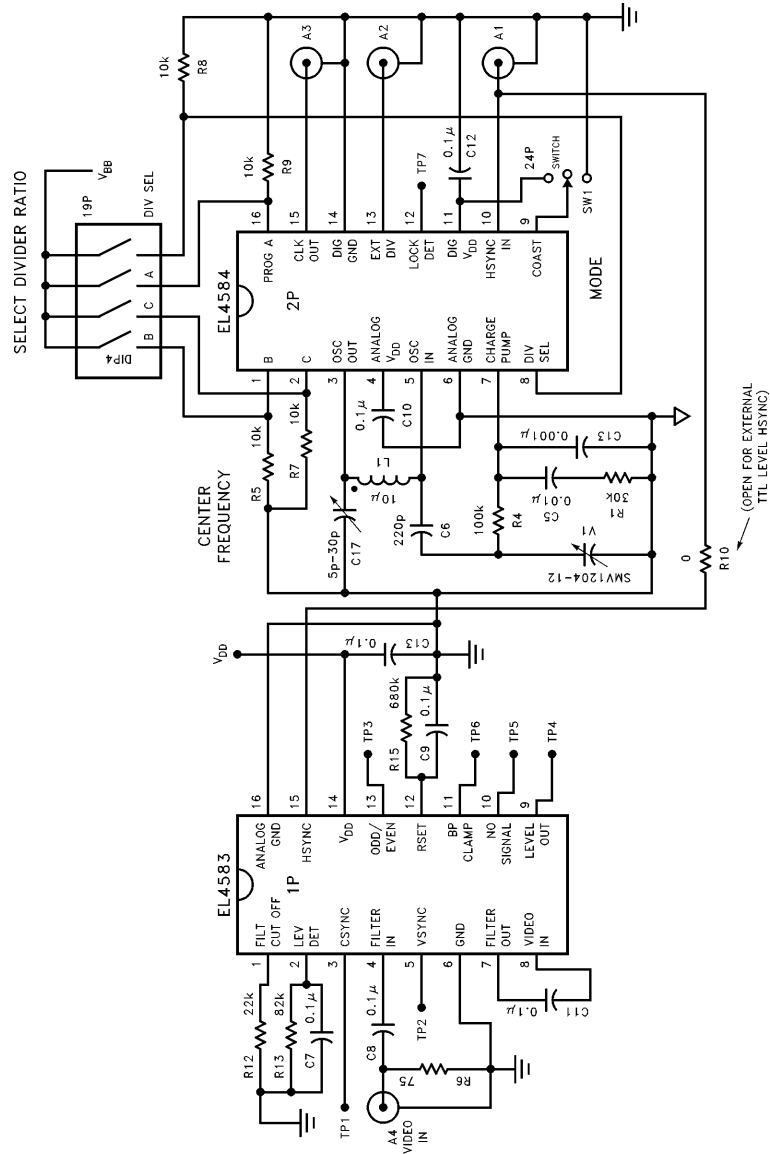 SELECT DIVIDER RATIO
19P
V_BB
DIV SEL
DIP4
A
C
B
10k
R8
10k
R9
A3
A2
A1
0.1μ
C12
TP7
24P
SWITCH
SW1
MODE
EL4584
2P
16 PROG A
15 CLK OUT
14 DIG GND
13 EXT DIV
12 LOCK DET
11 DIG V_DD
10 HSYNC IN
9 COAST
1 B
2 C
3 OSC OUT
4 ANALOG V_DD
5 OSC IN
6 ANALOG GND
7 CHARGE PUMP
8 DIV SEL
CENTER FREQUENCY
10k
R5
10k
R7
0.1μ
C10
L1
10μ
5p-30p
C17
220p
C6
100k
R4
0.01μ
C5
0.001μ
C13
30k
R1
V1
SMV1204-12
0
R10
(OPEN FOR EXTERNAL
TTL LEVEL HSYNC)
V_DD
0.1μ
C13
680k
R15
0.1μ
C9
TP3
TP6
TP5
TP4
EL4583
1P
16 ANALOG GND
15 HSYNC
14 V_DD
13 ODD/ EVEN
12 RSET
11 BP CLAMP
10 NO SIGNAL
9 LEVEL OUT
1 FILT CUT OFF
2 LEV DET
3 CSYNC
4 FILTER IN
5 VSYNC
6 GND
7 FILTER OUT
8 VIDEO IN
22k
R12
82k
R13
0.1μ
C7
0.1μ
C8
TP1
TP2
75
R6
0.1μ
C11
A4
VIDEO
IN